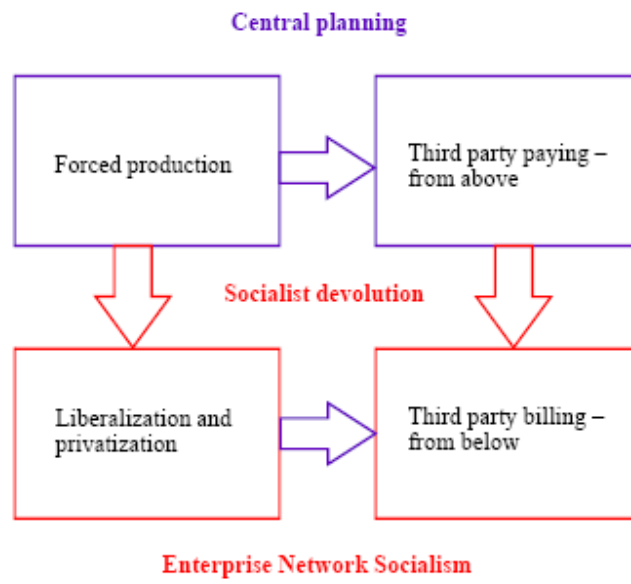 Central planning
Forced production
Third party paying –
from above
Socialist devolution
Liberalization and
privatization
Third party billing –
from below
Enterprise Network Socialism